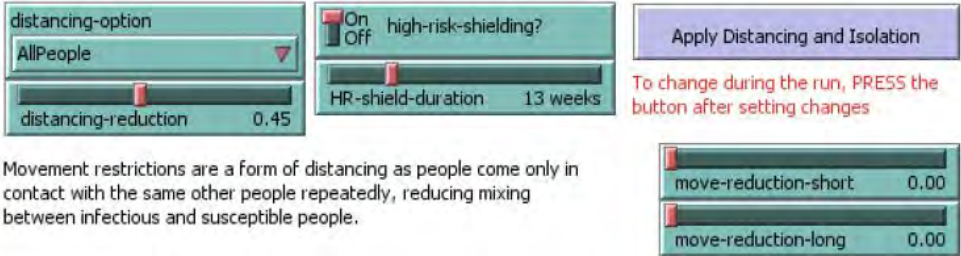 distancing-option
AllPeople
distancing-reduction 0.45
On
Off
high-risk-shielding?
HR-shield-duration 13 weeks
Apply Distancing and Isolation
To change during the run, PRESS the
button after setting changes
Movement restrictions are a form of distancing as people come only in
contact with the same other people repeatedly, reducing mixing
between infectious and susceptible people.
move-reduction-short 0.00
move-reduction-long 0.00